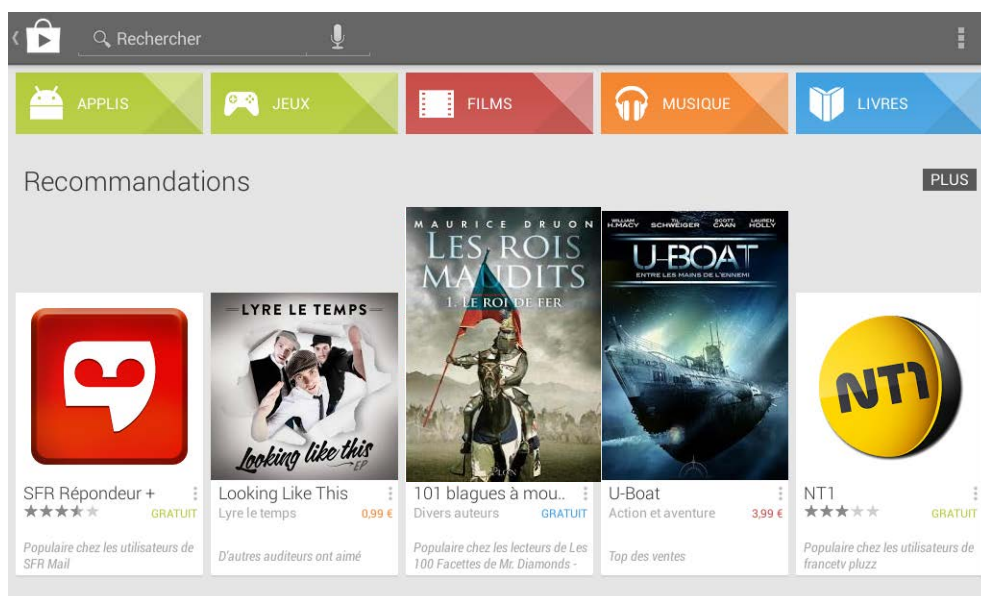 Rechercher
APPLIS
JEUX
FILMS
MUSIQUE
LIVRES
Recommandations
PLUS
LYRE LE TEMPS
Looking like this
EP
MAURICE DRUON
LES ROIS
MAUDITS
1. LE ROI DE FER
PLON
WILLIAM H.MACY TIL SCHWEIGER SCOTT CAAN LAUREN HOLLY
U-BOAT
ENTRE LES MAINS DE L'ENNEMI
NT1
SFR Répondeur +
GRATUIT
Populaire chez les utilisateurs de
SFR Mail
Looking Like This
Lyre le temps 0,99 €
D'autres auditeurs ont aimé
101 blagues à mou..
Divers auteurs GRATUIT
Populaire chez les lecteurs de Les
100 Facettes de Mr. Diamonds -
U-Boat
Action et aventure 3,99 €
Top des ventes
NT1
GRATUIT
Populaire chez les utilisateurs de
francetv pluzz